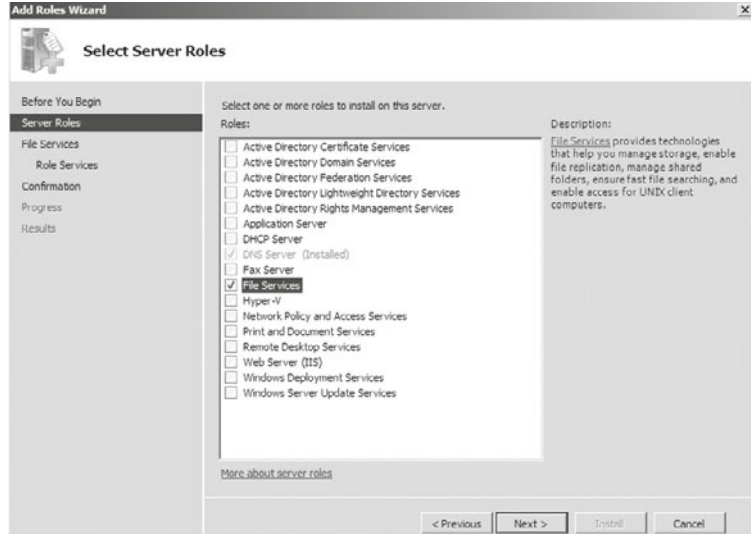 Add Roles Wizard
Select Server Roles
Before You Begin
Server Roles
File Services
Role Services
Confirmation
Progress
Results
Select one or more roles to install on this server.
Roles:
Active Directory Certificate Services
Active Directory Domain Services
Active Directory Federation Services
Active Directory Lightweight Directory Services
Active Directory Rights Management Services
Application Server
DHCP Server
DNS Server (Installed)
Fax Server
File Services
Hyper-V
Network Policy and Access Services
Print and Document Services
Remote Desktop Services
Web Server (IIS)
Windows Deployment Services
Windows Server Update Services
More about server roles
Description:
File Services provides technologies
that help you manage storage, enable
file replication, manage shared
folders, ensure fast file searching, and
enable access for UNIX client
computers.
< Previous
Next >
Install
Cancel